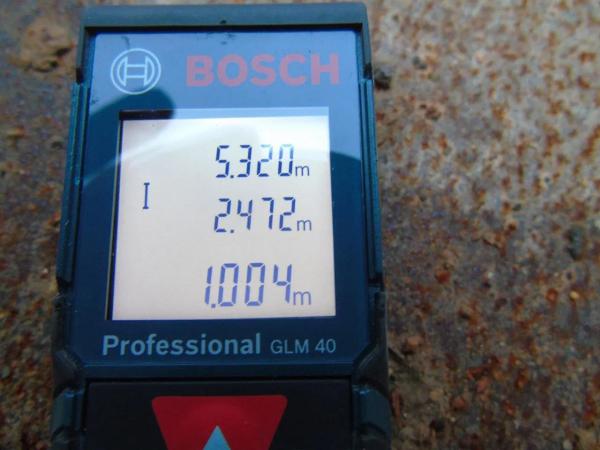 BOSCH
5.320m
I
2.472m
1.004m
Professional GLM 40